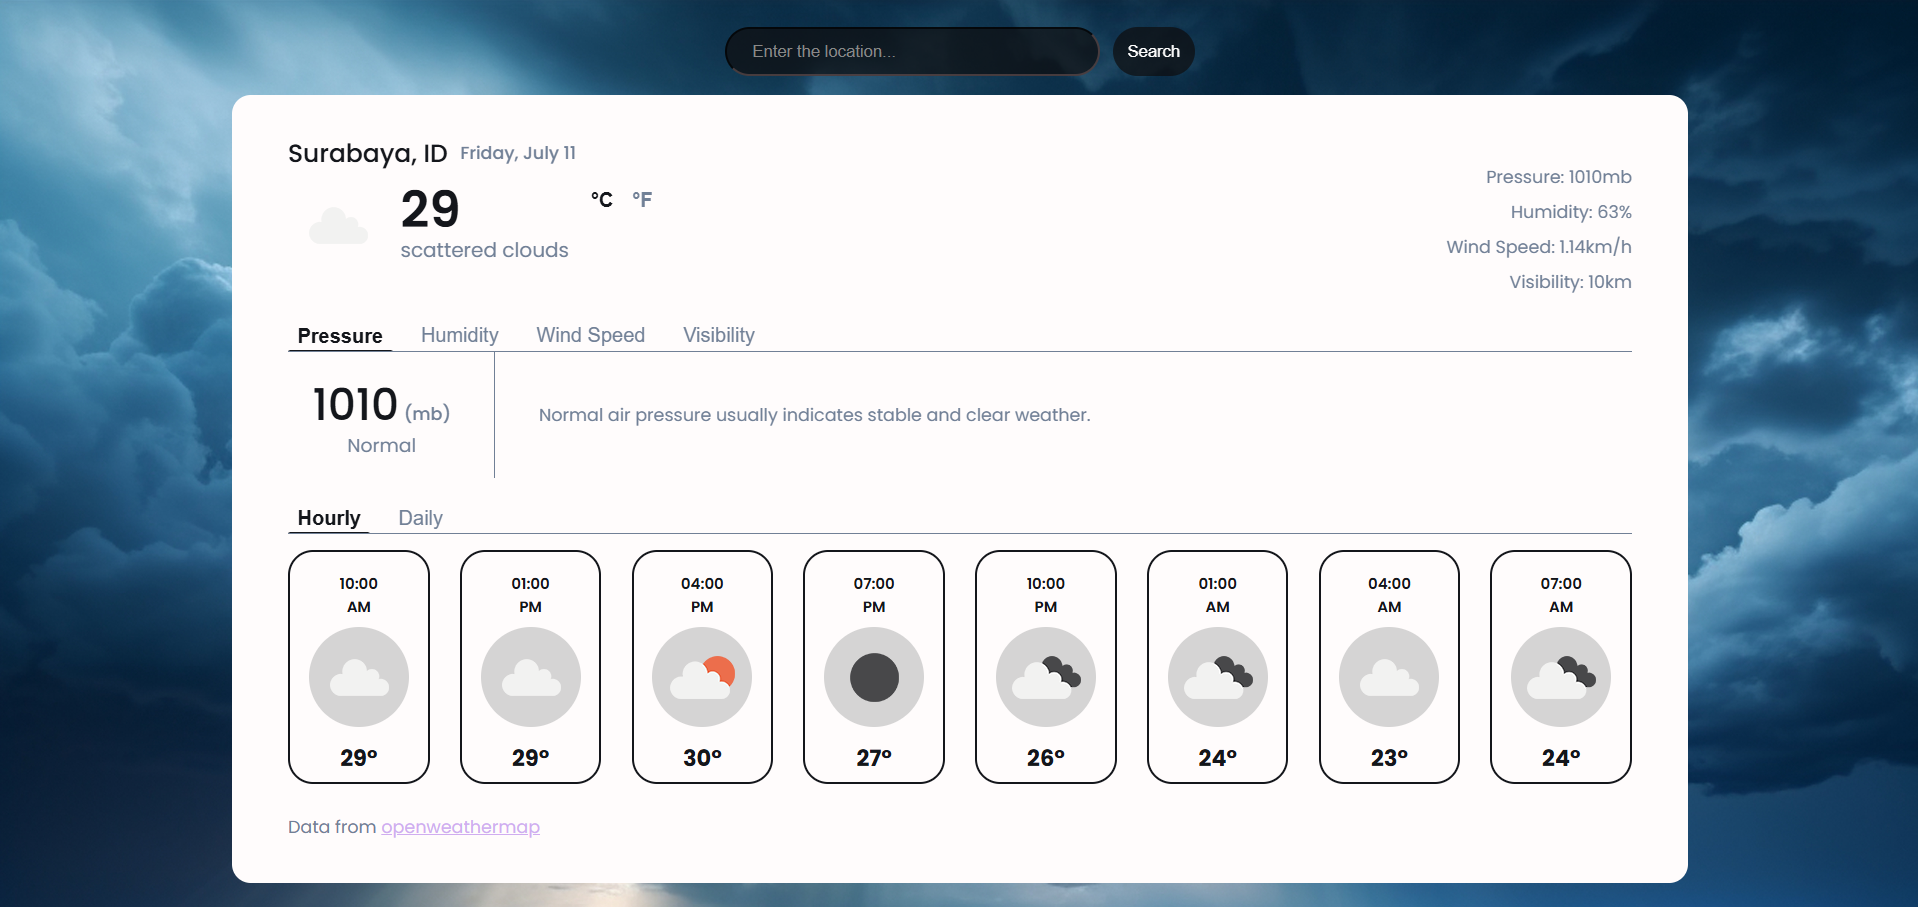 Enter the location...
Search
Surabaya, ID Friday, July 11
29 °C °F
scattered clouds
Pressure: 1010mb
Humidity: 63%
Wind Speed: 1.14km/h
Visibility: 10km
Pressure Humidity Wind Speed Visibility
1010 (mb)
Normal
Normal air pressure usually indicates stable and clear weather.
Hourly Daily
10:00 AM
29°
01:00 PM
29°
04:00 PM
30°
07:00 PM
27°
10:00 PM
26°
01:00 AM
24°
04:00 AM
23°
07:00 AM
24°
Data from openweathermap